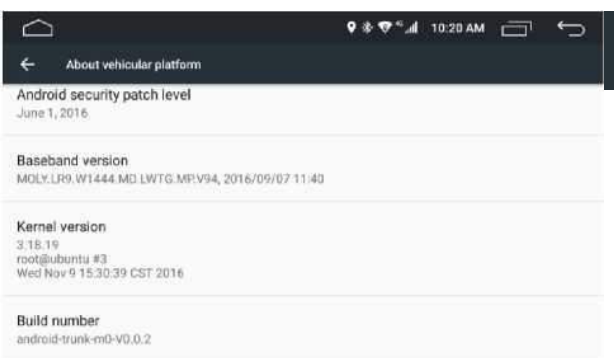 10:20 AM
About vehicular platform
Android security patch level
June 1, 2016
Baseband version
MOLY.LR9.W1444.MD.LWTG.MP.V94, 2016/09/07 11:40
Kernel version
3.18.19
root@ubuntu #3
Wed Nov 9 15:30:39 CST 2016
Build number
android-trunk-m0-V0.0.2